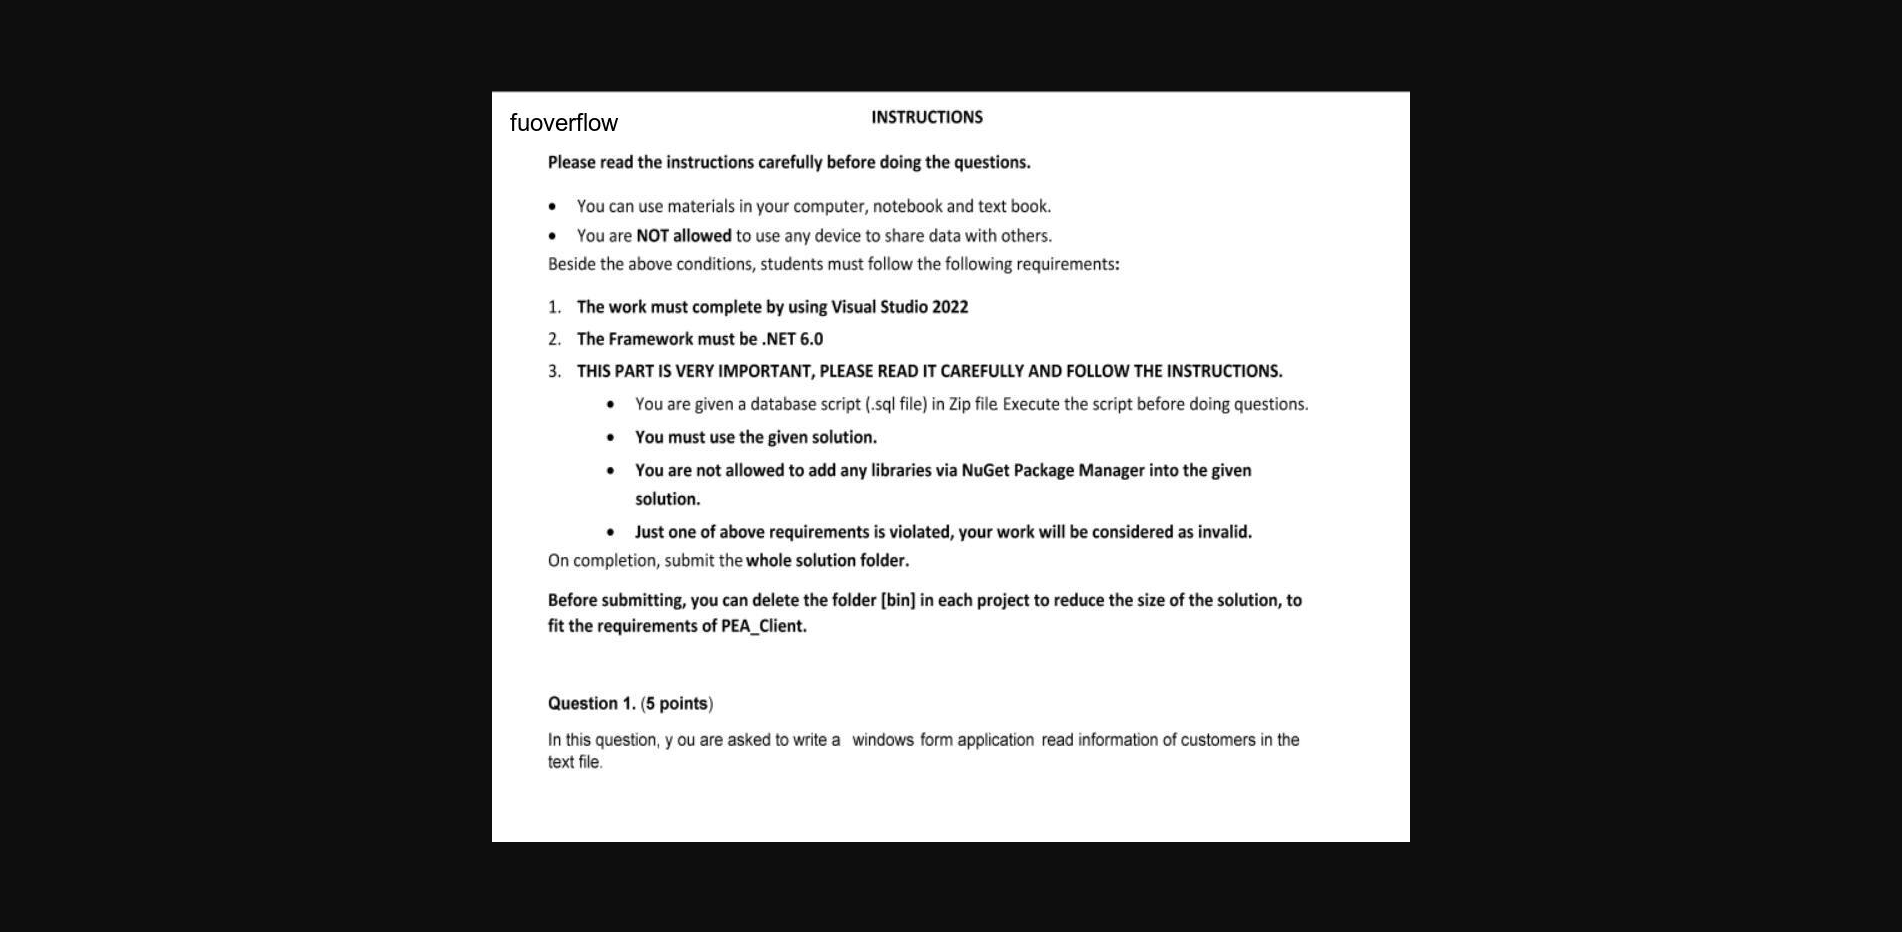 fuoverflow
INSTRUCTIONS
Please read the instructions carefully before doing the questions.
• You can use materials in your computer, notebook and text book.
• You are NOT allowed to use any device to share data with others.
Beside the above conditions, students must follow the following requirements:
1. The work must complete by using Visual Studio 2022
2. The Framework must be .NET 6.0
3. THIS PART IS VERY IMPORTANT, PLEASE READ IT CAREFULLY AND FOLLOW THE INSTRUCTIONS.
• You are given a database script (.sql file) in Zip file Execute the script before doing questions.
• You must use the given solution.
• You are not allowed to add any libraries via NuGet Package Manager into the given
solution.
• Just one of above requirements is violated, your work will be considered as invalid.
On completion, submit the whole solution folder.
Before submitting, you can delete the folder [bin] in each project to reduce the size of the solution, to
fit the requirements of PEA_Client.
Question 1. (5 points)
In this question, y ou are asked to write a windows form application read information of customers in the
text file.